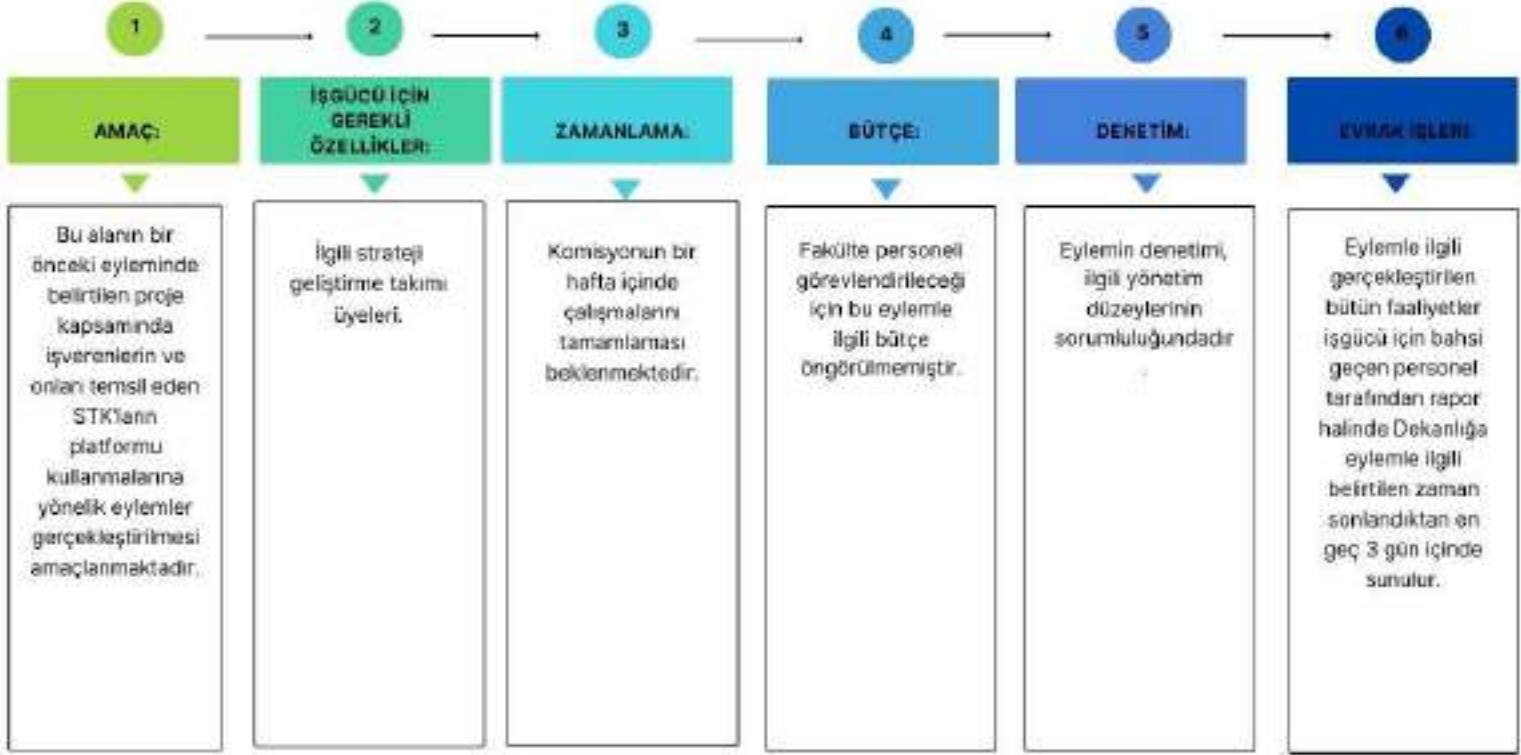 1
2
3
4
5
6
AMAÇ:
İŞGÜCÜ İÇİN
GEREKLİ
ÖZELLİKLER:
ZAMANLAMA:
BÜTÇE:
DENETİM:
EVRAK İŞLERİ:
Bu alanın bir
önceki eyleminde
belirtilen proje
kapsamında
işverenlerin ve
onları temsil eden
STK'ların
platformu
kullanmalarına
yönelik eylemler
gerçekleştirilmesi
amaçlanmaktadır.
İlgili strateji
geliştirme takımı
üyeleri.
Komisyonun bir
hafta içinde
çalışmalarını
tamamlaması
beklenmektedir.
Fakülte personeli
görevlendirileceği
için bu eylemle
ilgili bütçe
öngörülmemiştir.
Eylemin denetimi,
ilgili yönetim
düzeylerinin
sorumluluğundadır
.
Eylemle ilgili
gerçekleştirilen
bütün faaliyetler
işgücü için bahsi
geçen personel
tarafından rapor
halinde Dekanlığa
eylemle ilgili
belirtilen zaman
sonlandıktan en
geç 3 gün içinde
sunulur.